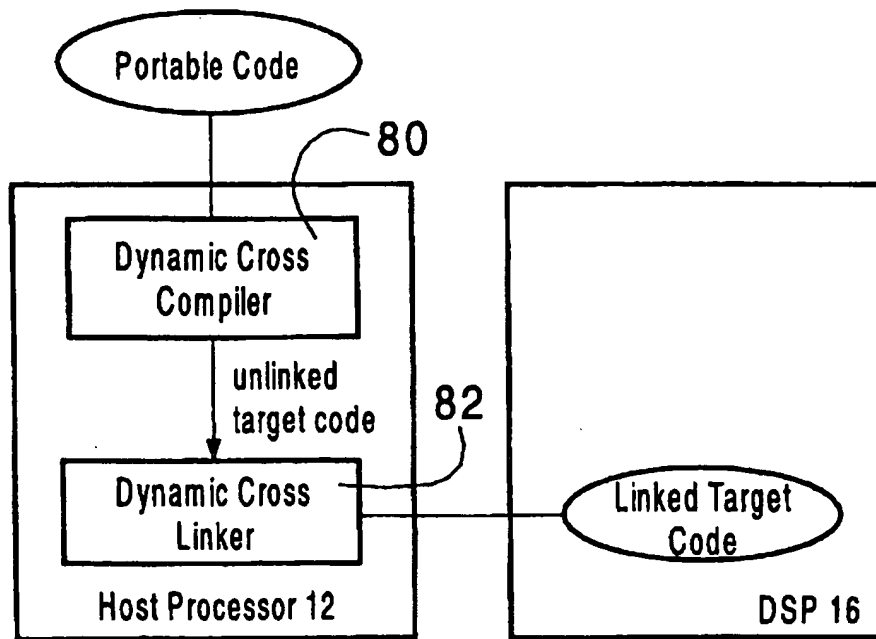 Portable Code
80
Dynamic Cross
Compiler
unlinked
target code
82
Dynamic Cross
Linker
Linked Target
Code
Host Processor 12
DSP 16